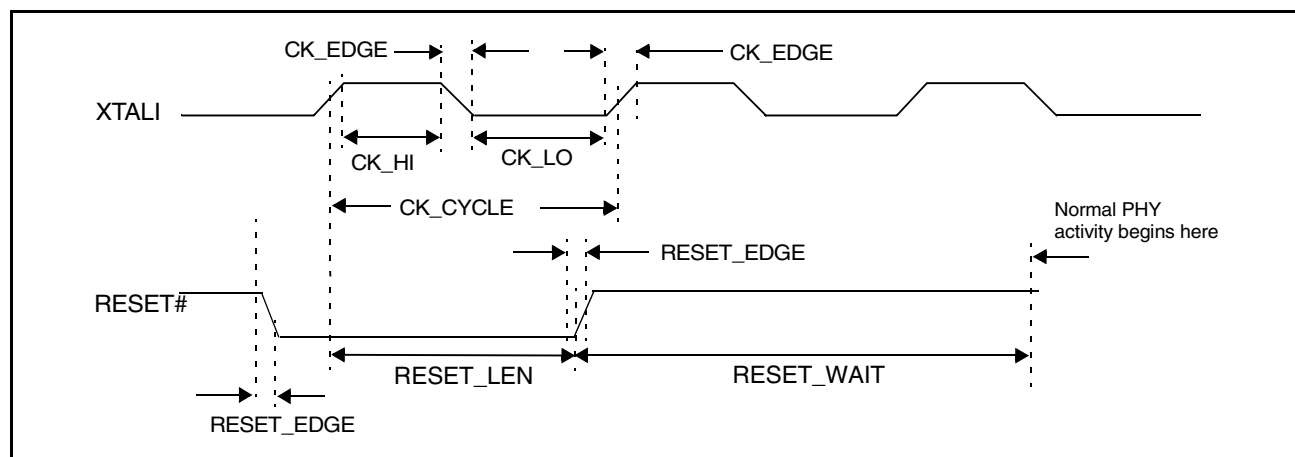 CK_EDGE
CK_EDGE
XTALI
CK_HI
CK_LO
CK_CYCLE
Normal PHY
activity begins here
RESET_EDGE
RESET#
RESET_LEN
RESET_WAIT
RESET_EDGE